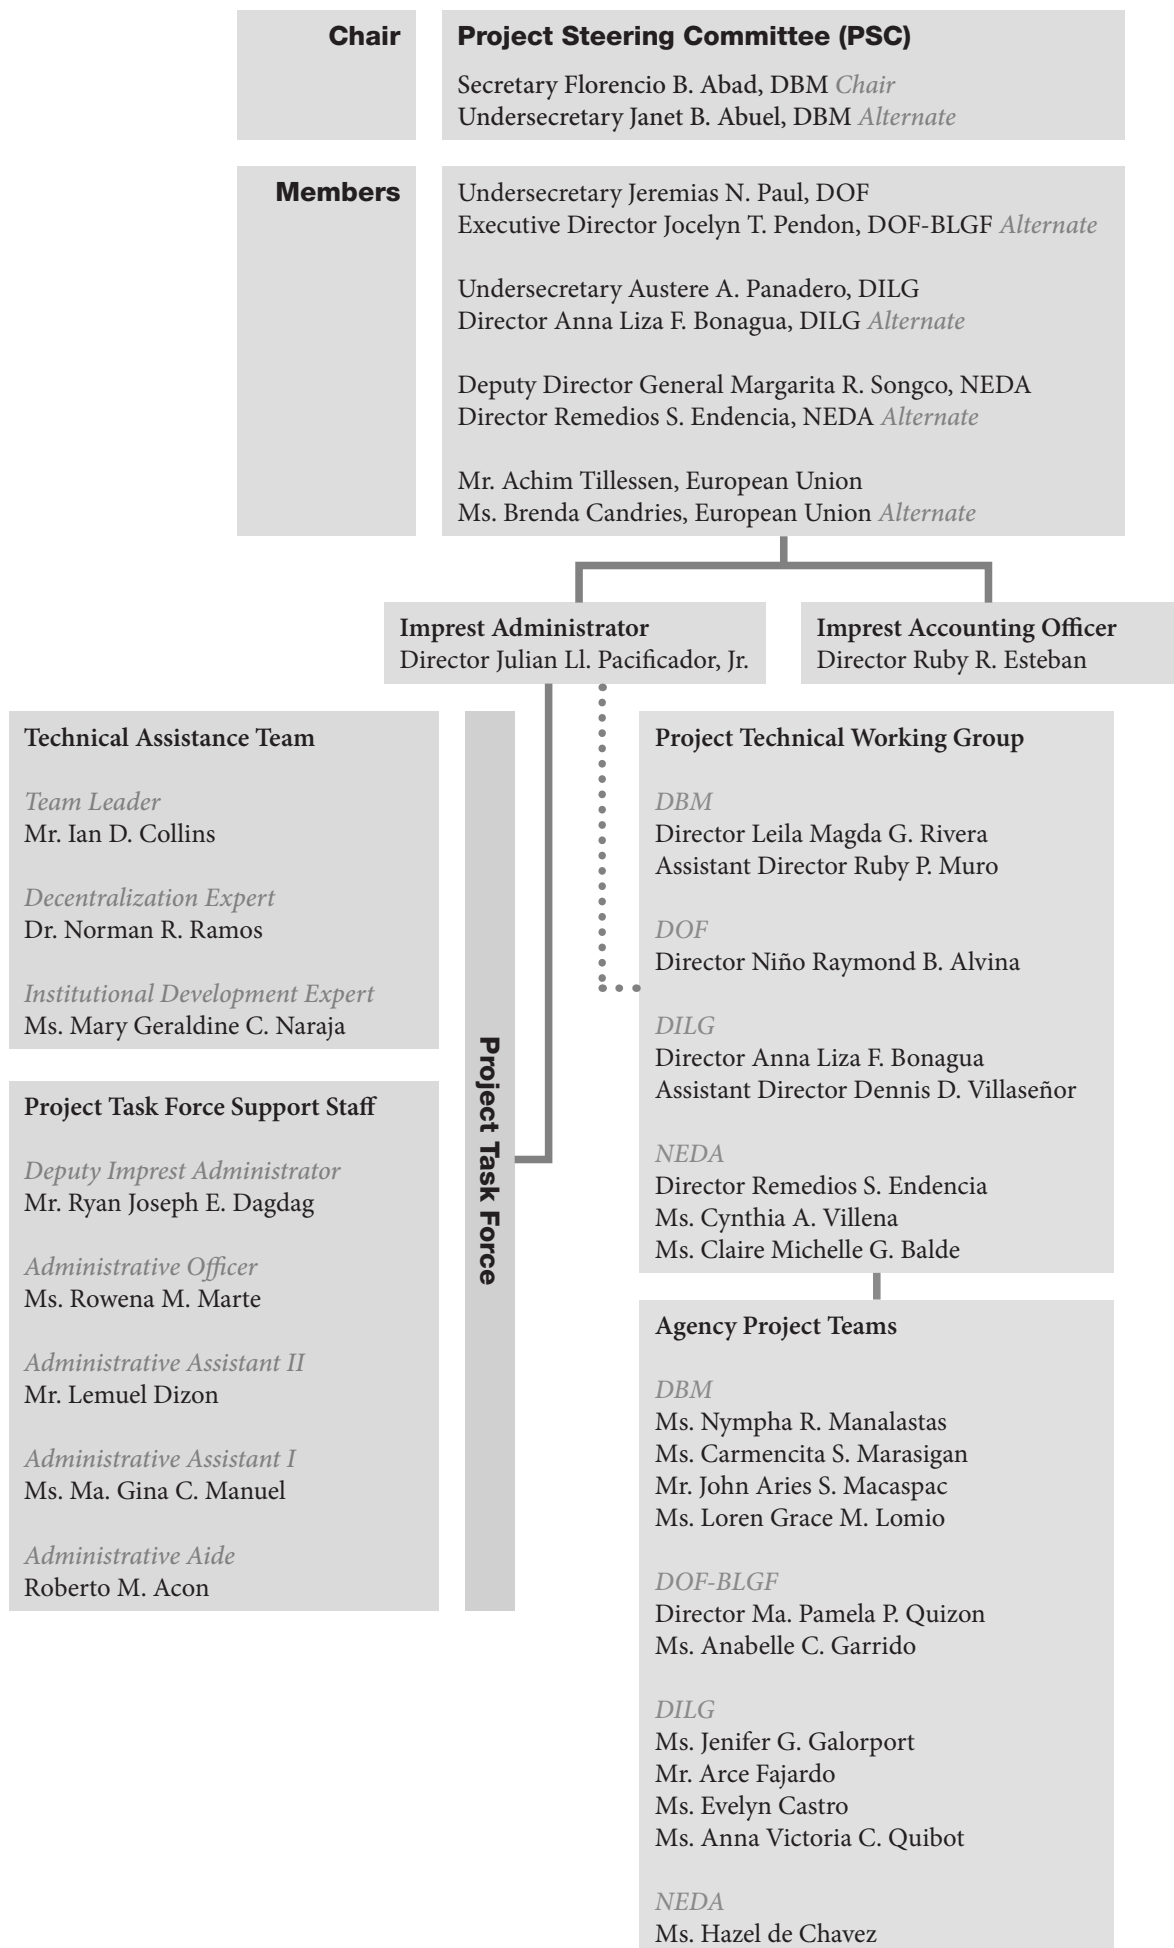 Chair
Project Steering Committee (PSC)
Secretary Florencio B. Abad, DBM Chair
Undersecretary Janet B. Abuel, DBM Alternate
Members
Undersecretary Jeremias N. Paul, DOF
Executive Director Jocelyn T. Pendon, DOF-BLGF Alternate
Undersecretary Austere A. Panadero, DILG
Director Anna Liza F. Bonagua, DILG Alternate
Deputy Director General Margarita R. Songco, NEDA
Director Remedios S. Endencia, NEDA Alternate
Mr. Achim Tillessen, European Union
Ms. Brenda Candries, European Union Alternate
Imprest Administrator
Director Julian Ll. Pacificador, Jr.
Imprest Accounting Officer
Director Ruby R. Esteban
Technical Assistance Team
Team Leader
Mr. Ian D. Collins
Decentralization Expert
Dr. Norman R. Ramos
Institutional Development Expert
Ms. Mary Geraldine C. Naraja
Project Task Force Support Staff
Deputy Imprest Administrator
Mr. Ryan Joseph E. Dagdag
Administrative Officer
Ms. Rowena M. Marte
Administrative Assistant II
Mr. Lemuel Dizon
Administrative Assistant I
Ms. Ma. Gina C. Manuel
Administrative Aide
Roberto M. Acon
Project Task Force
Project Technical Working Group
DBM
Director Leila Magda G. Rivera
Assistant Director Ruby P. Muro
DOF
Director Niño Raymond B. Alvina
DILG
Director Anna Liza F. Bonagua
Assistant Director Dennis D. Villaseñor
NEDA
Director Remedios S. Endencia
Ms. Cynthia A. Villena
Ms. Claire Michelle G. Balde
Agency Project Teams
DBM
Ms. Nympha R. Manalastas
Ms. Carmencita S. Marasigan
Mr. John Aries S. Macaspac
Ms. Loren Grace M. Lomio
DOF-BLGF
Director Ma. Pamela P. Quizon
Ms. Anabelle C. Garrido
DILG
Ms. Jenifer G. Galorport
Mr. Arce Fajardo
Ms. Evelyn Castro
Ms. Anna Victoria C. Quibot
NEDA
Ms. Hazel de Chavez